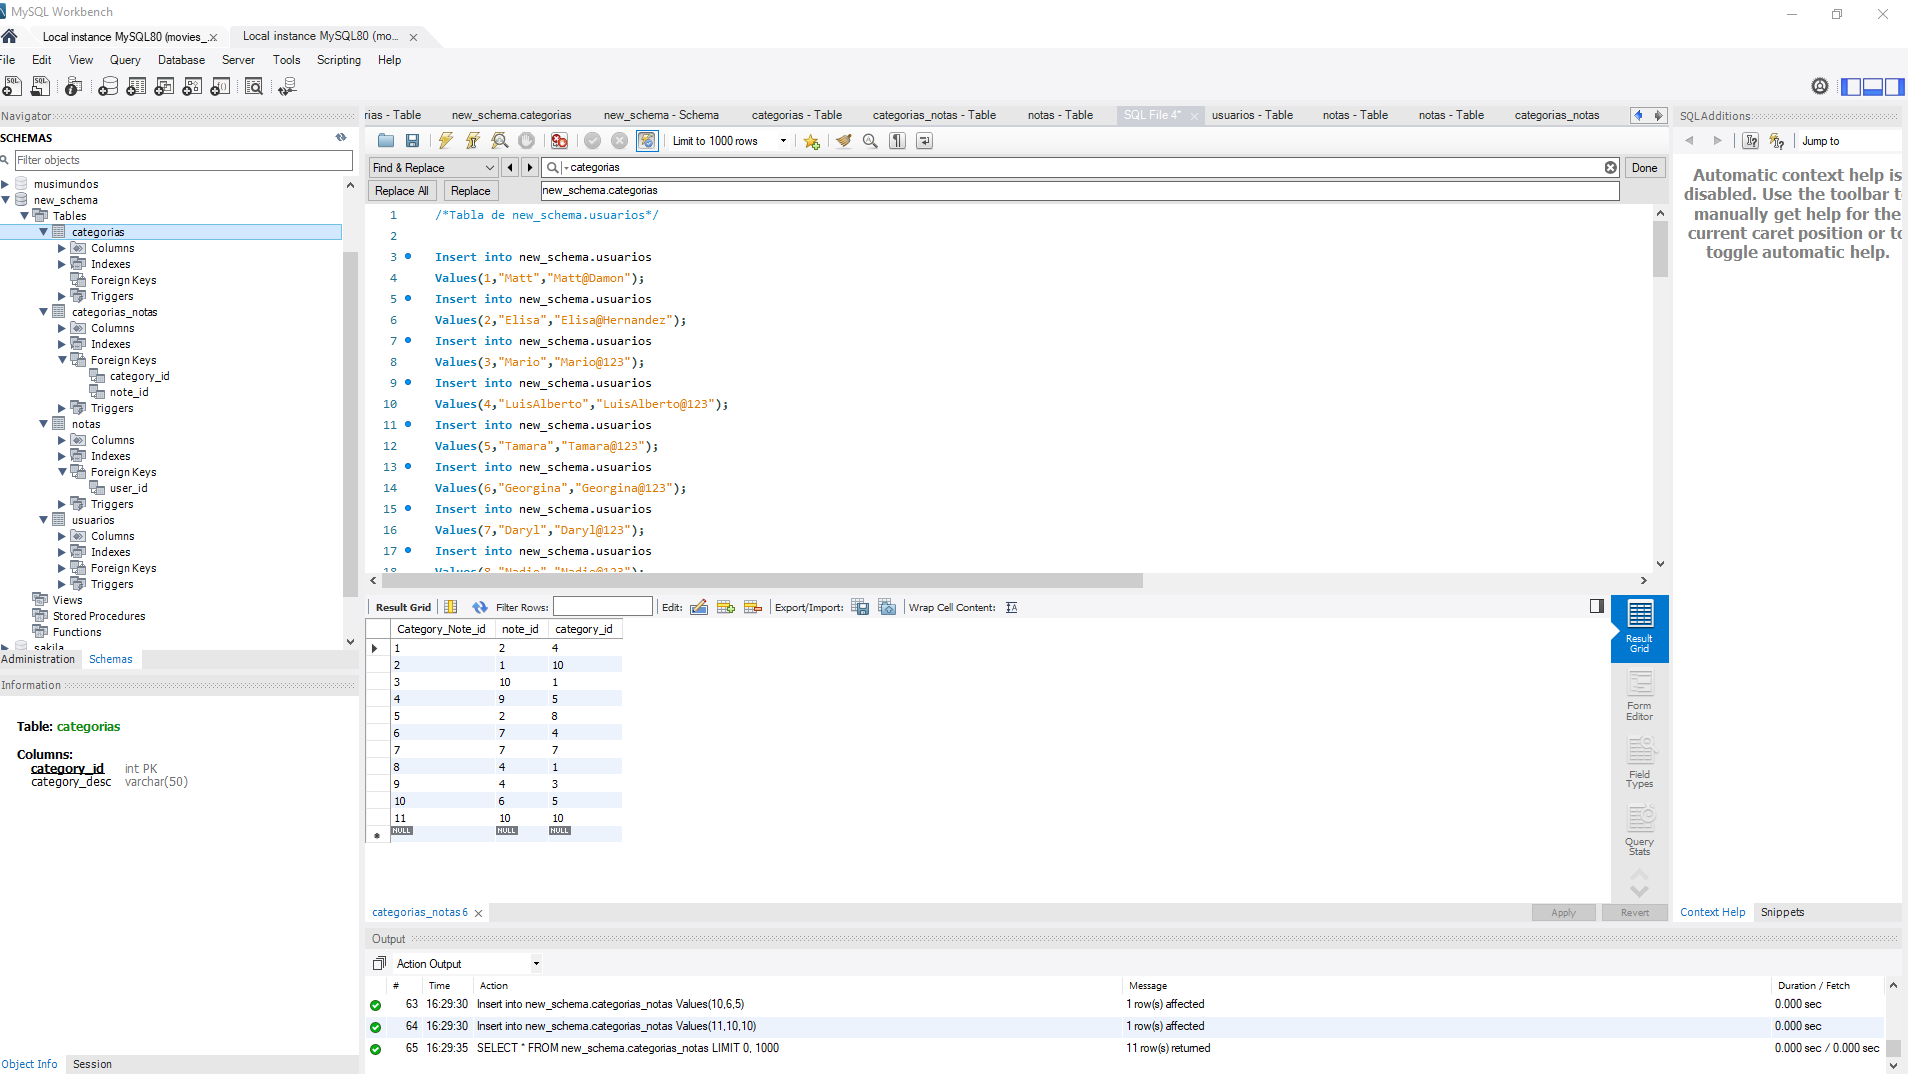 MySQL Workbench
Local instance MySQL80 (movies_... x
Local instance MySQL80 (mo... x
File Edit View Query Database Server Tools Scripting Help
Navigator
SCHEMAS
Filter objects
musimundos
new_schema
Tables
categorias
Columns
Indexes
Foreign Keys
Triggers
categorias_notas
Columns
Indexes
Foreign Keys
category_id
note_id
Triggers
notas
Columns
Indexes
Foreign Keys
user_id
Triggers
usuarios
Columns
Indexes
Foreign Keys
Triggers
Views
Stored Procedures
Functions
sakila
Administration Schemas
Information
Table: categorias
Columns:
category_id int PK
category_desc varchar(50)
Object Info Session
rias - Table new_schema.categorias new_schema - Schema categorias - Table categorias_notas - Table notas - Table SQL File 4* usuarios - Table notas - Table notas - Table categorias_notas
Limit to 1000 rows
Find & Replace categorias Done
Replace All Replace new_schema.categorias
1 /*Tabla de new_schema.usuarios*/
2
3 Insert into new_schema.usuarios
4 Values(1,"Matt","Matt@Damon");
5 Insert into new_schema.usuarios
6 Values(2,"Elisa","Elisa@Hernandez");
7 Insert into new_schema.usuarios
8 Values(3,"Mario","Mario@123");
9 Insert into new_schema.usuarios
10 Values(4,"LuisAlberto","LuisAlberto@123");
11 Insert into new_schema.usuarios
12 Values(5,"Tamara","Tamara@123");
13 Insert into new_schema.usuarios
14 Values(6,"Georgina","Georgina@123");
15 Insert into new_schema.usuarios
16 Values(7,"Daryl","Daryl@123");
17 Insert into new_schema.usuarios
18 Values(8,"Nadie","Nadie@123");
Result Grid Filter Rows: Edit: Export/Import: Wrap Cell Content:
Category_Note_id note_id category_id
1 2 4
2 1 10
3 10 1
4 9 5
5 2 8
6 7 4
7 7 7
8 4 1
9 4 3
10 6 5
11 10 10
NULL NULL NULL
Result Grid
Form Editor
Field Types
Query Stats
categorias_notas 6 x
Apply Revert
Output
Action Output
# Time Action Message Duration / Fetch
63 16:29:30 Insert into new_schema.categorias_notas Values(10,6,5) 1 row(s) affected 0.000 sec
64 16:29:30 Insert into new_schema.categorias_notas Values(11,10,10) 1 row(s) affected 0.000 sec
65 16:29:35 SELECT * FROM new_schema.categorias_notas LIMIT 0, 1000 11 row(s) returned 0.000 sec / 0.000 sec
SQLAdditions
Jump to
Automatic context help is
disabled. Use the toolbar t
manually get help for the
current caret position or to
toggle automatic help.
Context Help Snippets